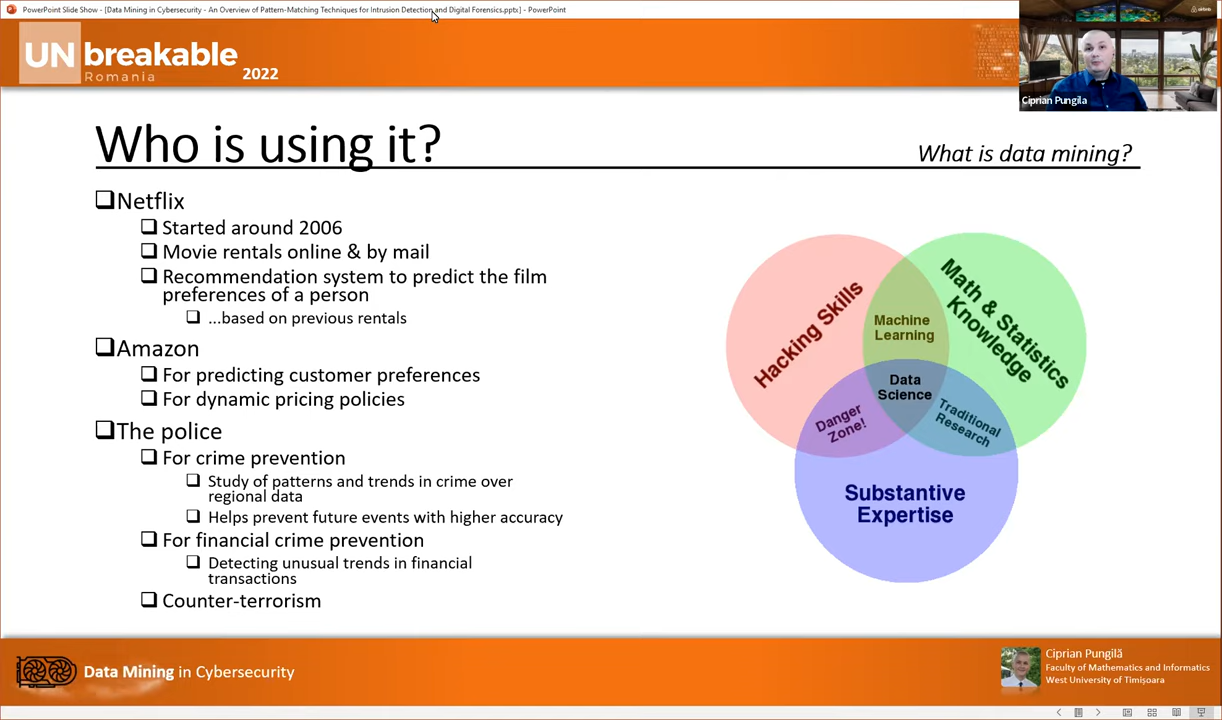 PowerPoint Slide Show - [Data Mining in Cybersecurity - An Overview of Pattern-Matching Techniques for Intrusion Detection and Digital Forensics.pptx] - PowerPoint
UNbreakable
Romania
2022
airbnb
Ciprian Pungila
Who is using it?
What is data mining?
Netflix
Started around 2006
Movie rentals online & by mail
Recommendation system to predict the film
preferences of a person
...based on previous rentals
Amazon
For predicting customer preferences
For dynamic pricing policies
The police
For crime prevention
Study of patterns and trends in crime over
regional data
Helps prevent future events with higher accuracy
For financial crime prevention
Detecting unusual trends in financial
transactions
Counter-terrorism
Hacking Skills
Math & Statistics
Knowledge
Machine
Learning
Data
Science
Danger
Zone!
Traditional
Research
Substantive
Expertise
Data Mining in Cybersecurity
Ciprian Pungilă
Faculty of Mathematics and Informatics
West University of Timișoara